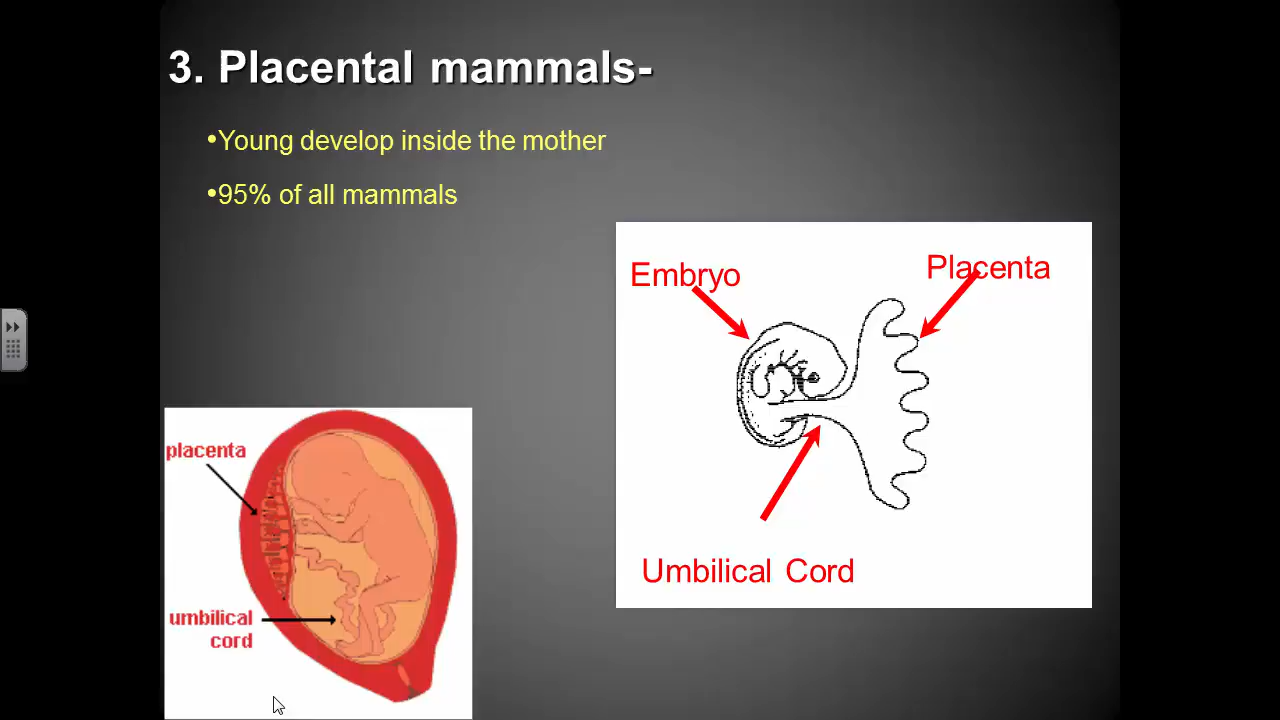 3. Placental mammals-
•Young develop inside the mother
•95% of all mammals
Embryo
Placenta
Umbilical Cord
placenta
umbilical
cord